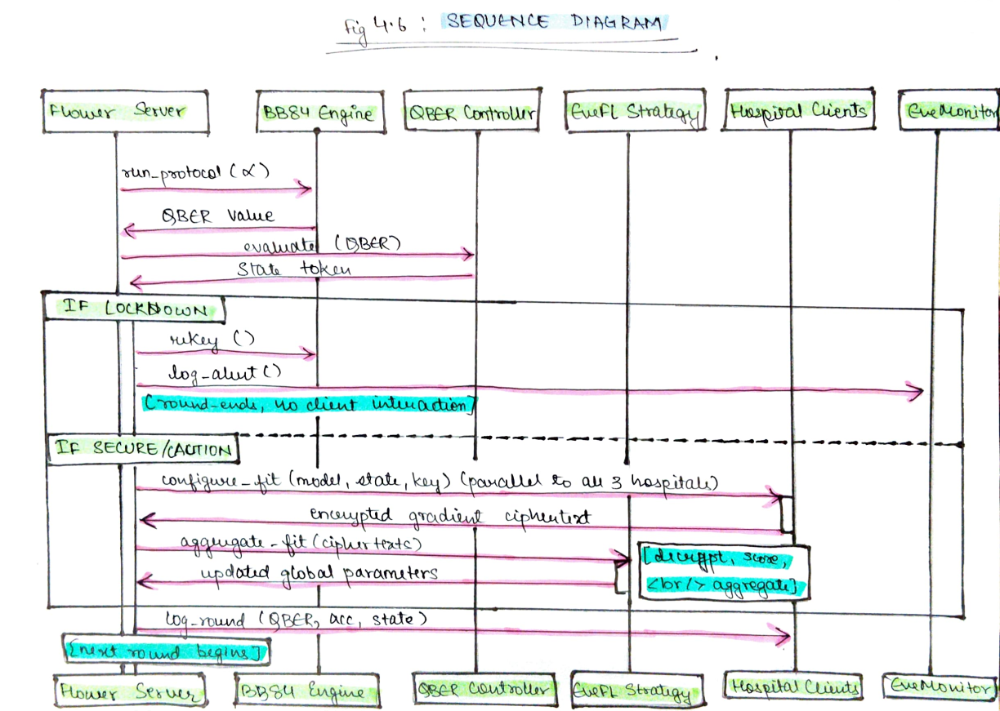 Fig 4.6 : SEQUENCE DIAGRAM
Flower Server
BB84 Engine
QBER Controller
EveFL Strategy
Hospital Clients
EveMonitor
run_protocol (α)
QBER value
evaluate (QBER)
State token
IF LOCKDOWN
rekey ()
log_alert()
[round-ends, no client interaction]
IF SECURE/CAUTION
configure_fit (model, state, key) (parallel to all 3 hospitals)
encrypted gradient ciphertext
aggregate_fit (ciphertexts)
[decrypt, score,
<br/> aggregate]
updated global parameters
log_round (QBER, acc, state)
[next round begins]
Flower Server
BB84 Engine
QBER Controller
EveFL Strategy
Hospital Clients
EveMonitor